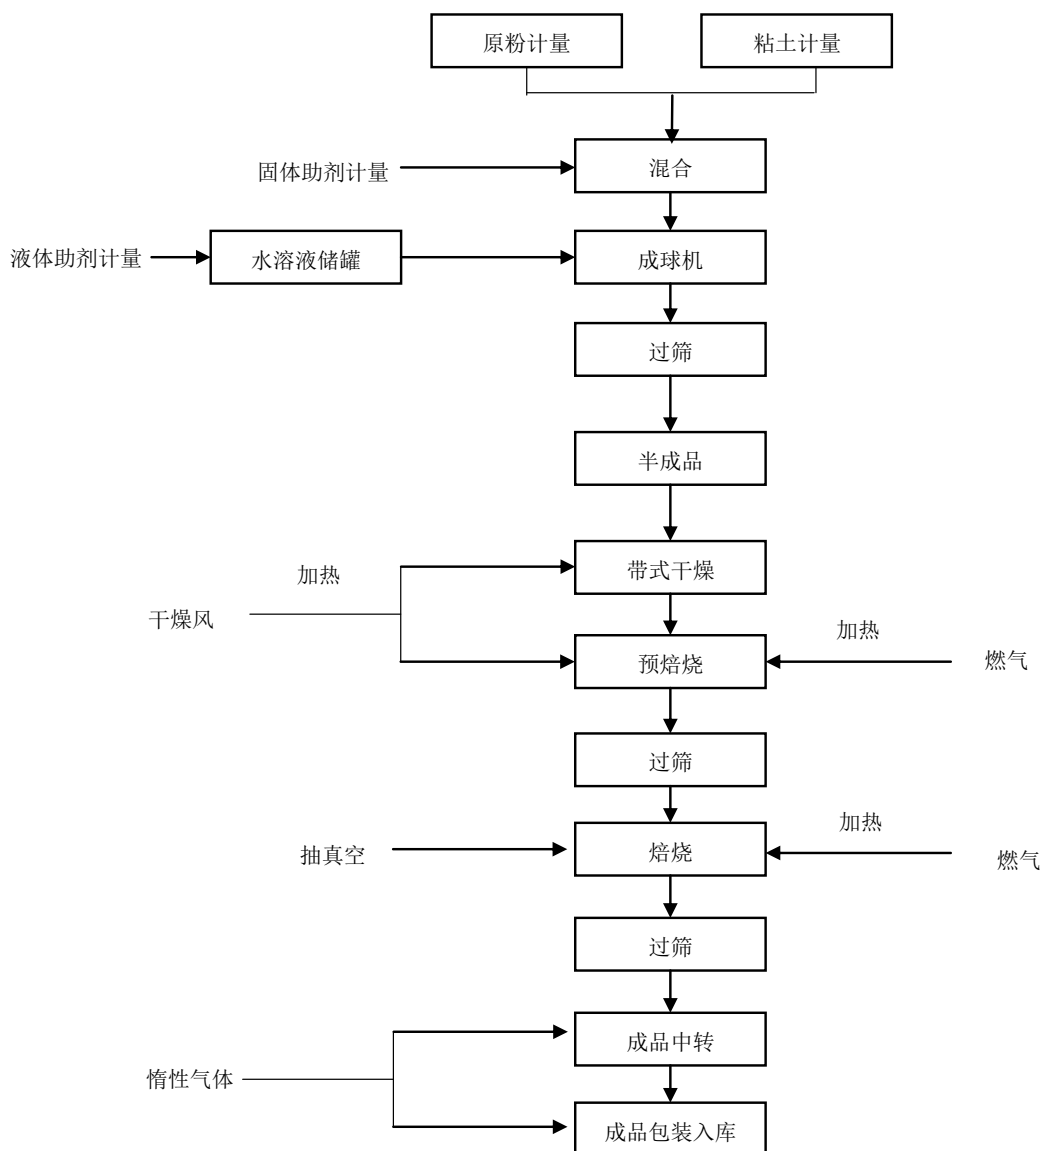 原粉计量
粘土计量
固体助剂计量
混合
液体助剂计量
水溶液储罐
成球机
过筛
半成品
加热
带式干燥
干燥风
加热
预焙烧
燃气
过筛
加热
抽真空
焙烧
燃气
过筛
成品中转
惰性气体
成品包装入库